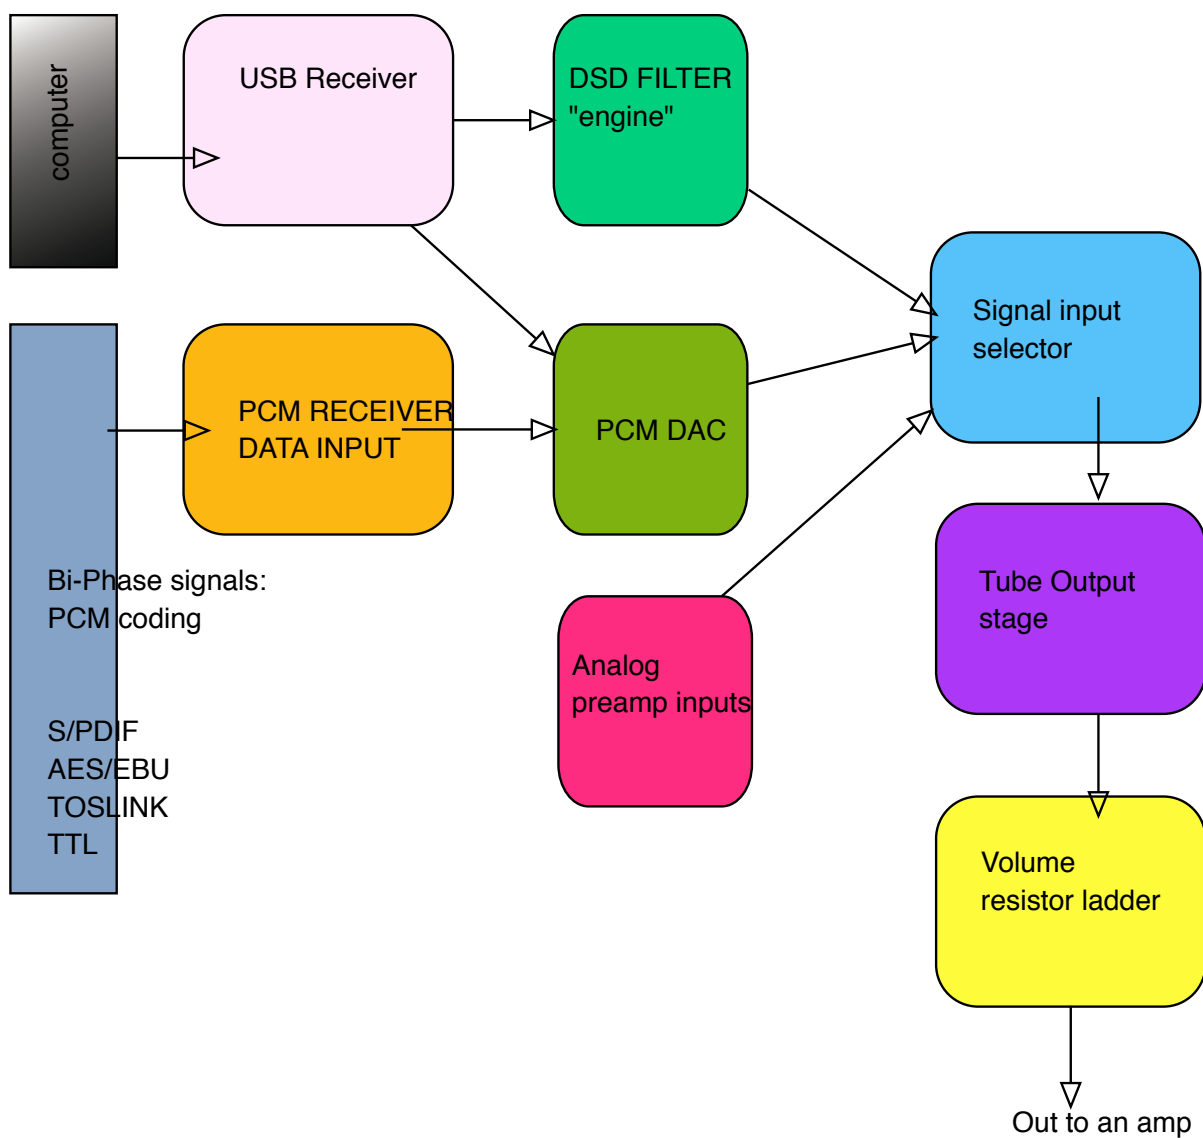 computer
USB Receiver
DSD FILTER
"engine"
Signal input
selector
PCM RECEIVER
DATA INPUT
PCM DAC
Bi-Phase signals:
PCM coding
S/PDIF
AES/EBU
TOSLINK
TTL
Analog
preamp inputs
Tube Output
stage
Volume
resistor ladder
Out to an amp